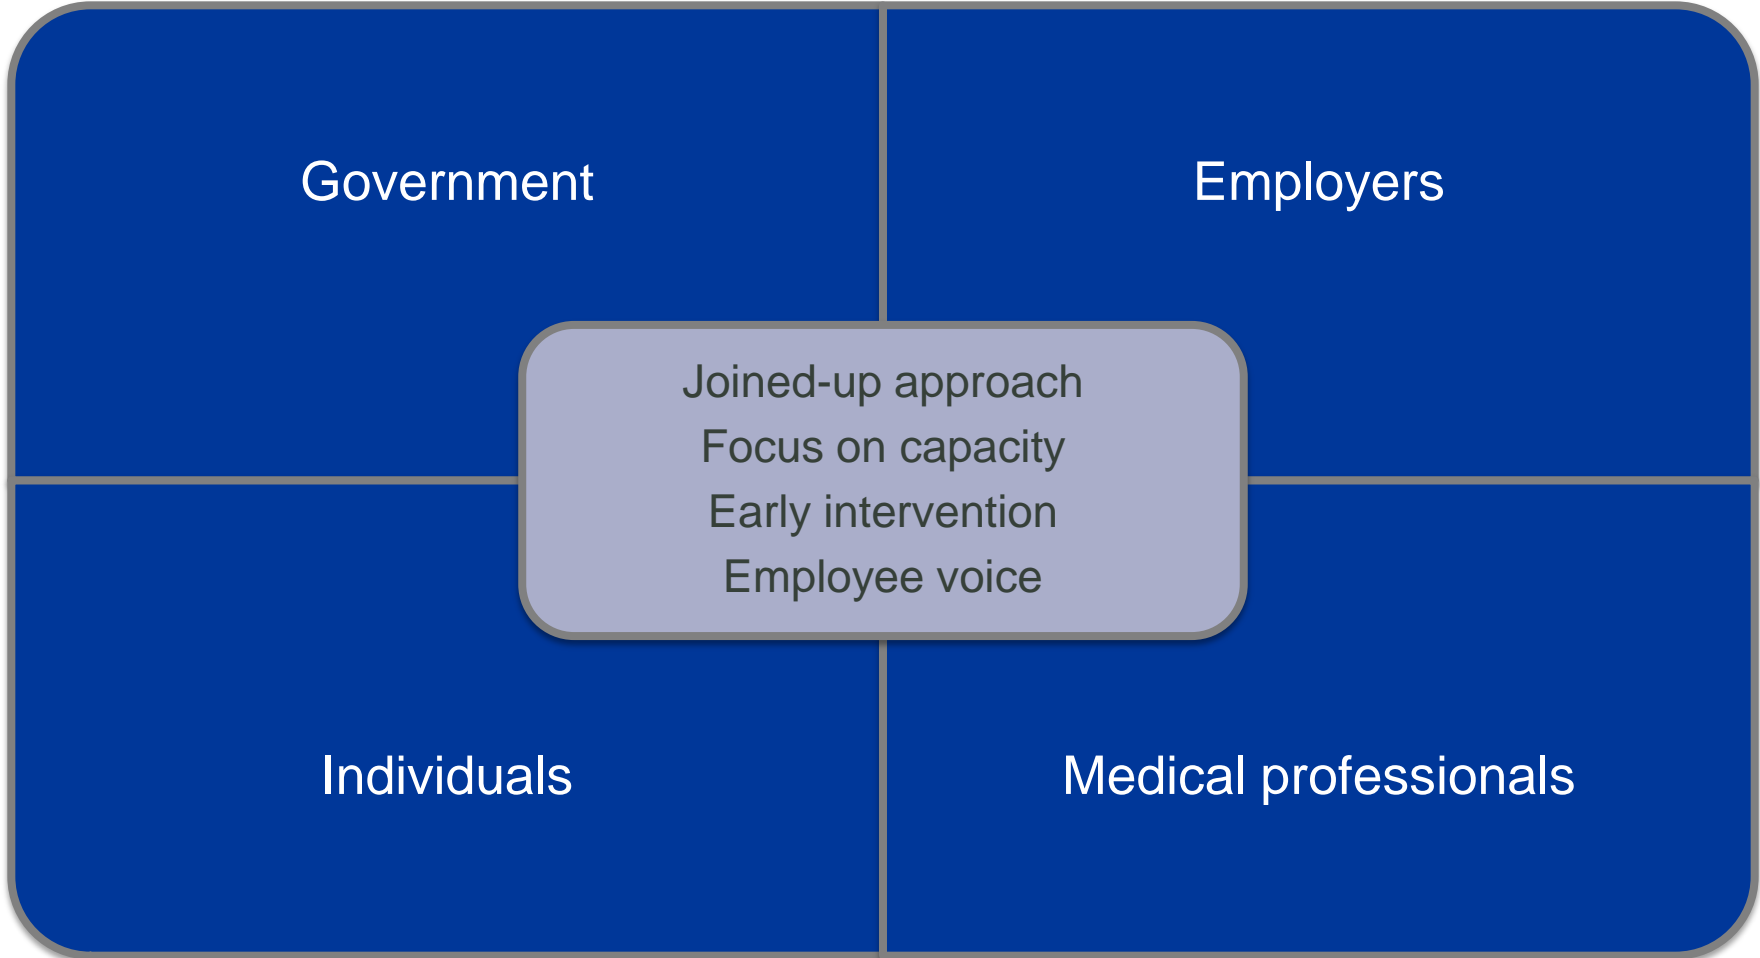 Government
Employers
Joined-up approach
Focus on capacity
Early intervention
Employee voice
Individuals
Medical professionals